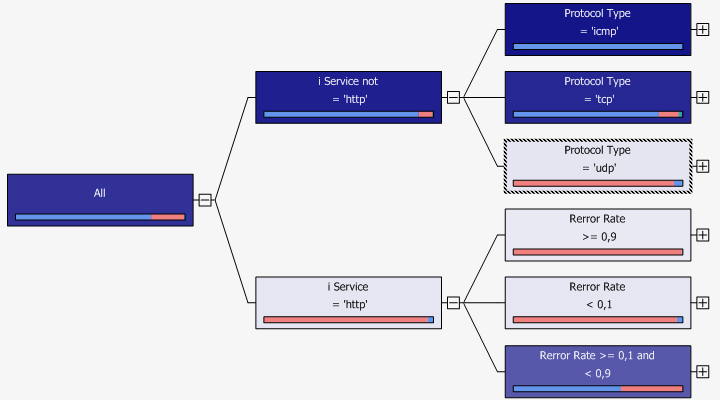 All
i Service not
= 'http'
i Service
= 'http'
Protocol Type
= 'icmp'
Protocol Type
= 'tcp'
Protocol Type
= 'udp'
Rerror Rate
>= 0,9
Rerror Rate
< 0,1
Rerror Rate >= 0,1 and
< 0,9